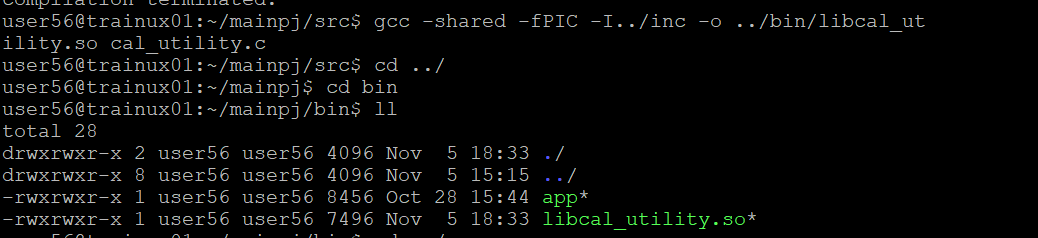 compilation terminated.
user56@trainux01:~/mainpj/src$ gcc -shared -fPIC -I../inc -o ../bin/libcal_ut
ility.so cal_utility.c
user56@trainux01:~/mainpj/src$ cd ../
user56@trainux01:~/mainpj$ cd bin
user56@trainux01:~/mainpj/bin$ ll
total 28
drwxrwxr-x 2 user56 user56 4096 Nov  5 18:33 ./
drwxrwxr-x 8 user56 user56 4096 Nov  5 15:15 ../
-rwxrwxr-x 1 user56 user56 8456 Oct 28 15:44 app*
-rwxrwxr-x 1 user56 user56 7496 Nov  5 18:33 libcal_utility.so*